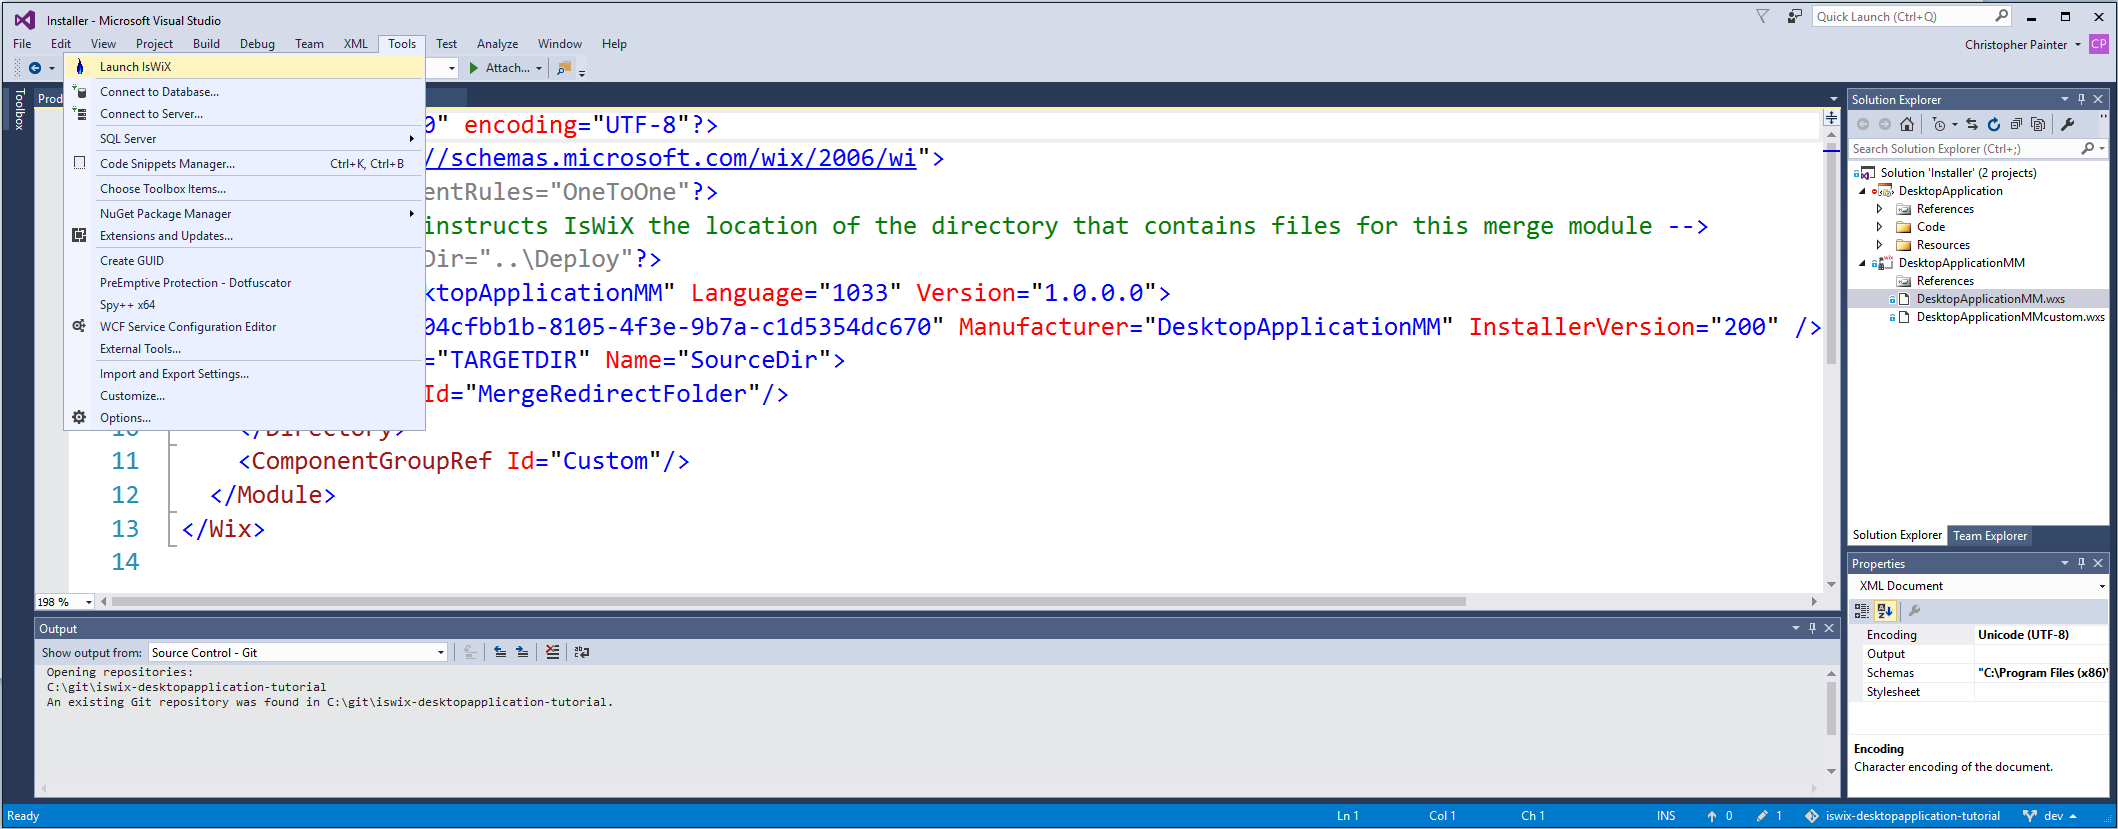 Installer - Microsoft Visual Studio
Quick Launch (Ctrl+Q)
File Edit View Project Build Debug Team XML Tools Test Analyze Window Help
Christopher Painter CP
Attach...
Launch IsWiX
Connect to Database...
Connect to Server...
SQL Server
Code Snippets Manager... Ctrl+K, Ctrl+B
Choose Toolbox Items...
NuGet Package Manager
Extensions and Updates...
Create GUID
PreEmptive Protection - Dotfuscator
Spy++ x64
WCF Service Configuration Editor
External Tools...
Import and Export Settings...
Customize...
Options...
Toolbox
Prod
0" encoding="UTF-8"?>
//schemas.microsoft.com/wix/2006/wi">
entRules="OneToOne"?>
instructs IsWiX the location of the directory that contains files for this merge module -->
Dir="..\Deploy"?>
ktopApplicationMM" Language="1033" Version="1.0.0.0">
04cfbb1b-8105-4f3e-9b7a-c1d5354dc670" Manufacturer="DesktopApplicationMM" InstallerVersion="200" />
="TARGETDIR" Name="SourceDir">
Id="MergeRedirectFolder"/>
10 </Directory>
11 <ComponentGroupRef Id="Custom"/>
12 </Module>
13 </Wix>
14
198 %
Output
Show output from: Source Control - Git
Opening repositories:
C:\git\iswix-desktopapplication-tutorial
An existing Git repository was found in C:\git\iswix-desktopapplication-tutorial.
Solution Explorer
Search Solution Explorer (Ctrl+;)
Solution 'Installer' (2 projects)
DesktopApplication
References
Code
Resources
DesktopApplicationMM
References
DesktopApplicationMM.wxs
DesktopApplicationMMcustom.wxs
Solution Explorer Team Explorer
Properties
XML Document
Encoding Unicode (UTF-8)
Output
Schemas "C:\Program Files (x86)\
Stylesheet
Encoding
Character encoding of the document.
Ready Ln 1 Col 1 Ch 1 INS 0 1 iswix-desktopapplication-tutorial dev